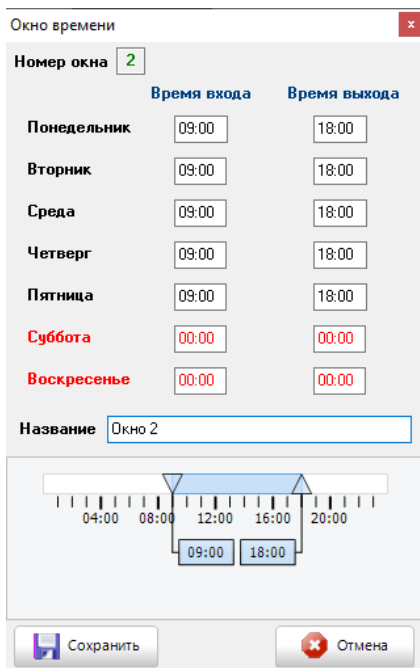 Окно времени x
Номер окна 2
Время входа Время выхода
Понедельник 09:00 18:00
Вторник 09:00 18:00
Среда 09:00 18:00
Четверг 09:00 18:00
Пятница 09:00 18:00
Суббота 00:00 00:00
Воскресенье 00:00 00:00
Название Окно 2
04:00 08:00 12:00 16:00 20:00
09:00 18:00
Сохранить Отмена